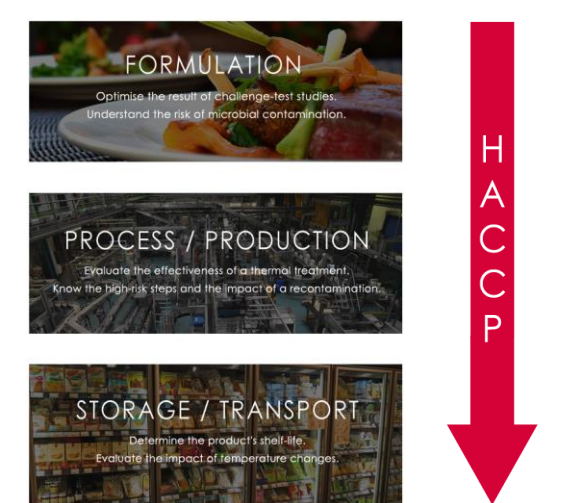 FORMULATION
Optimise the result of challenge-test studies.
Understand the risk of microbial contamination.
PROCESS / PRODUCTION
Evaluate the effectiveness of a thermal treatment.
Know the high-risk steps and the impact of a recontamination.
STORAGE / TRANSPORT
Determine the product's shelf-life.
Evaluate the impact of temperature changes.
HACCP